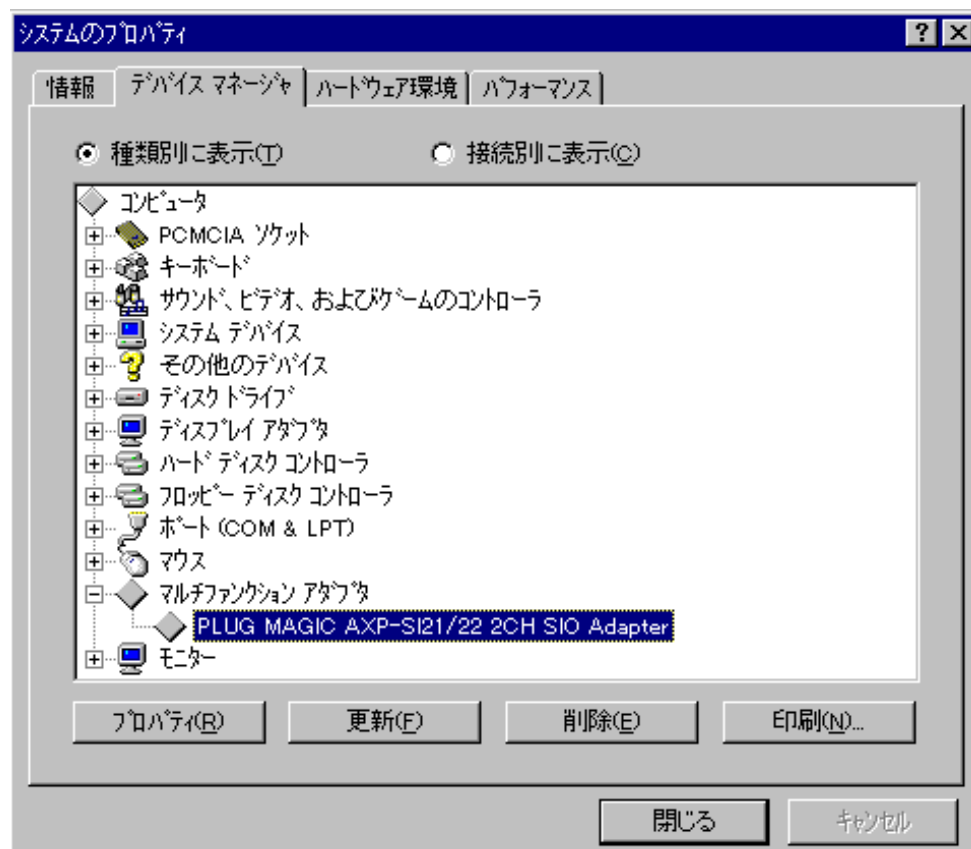 システムのプロパティ
情報 デバイス マネージャ ハードウェア環境 パフォーマンス
種類別に表示(T) 接続別に表示(C)
コンピュータ
PCMCIA ソケット
キーボード
サウンド、ビデオ、およびゲームのコントローラ
システム デバイス
その他のデバイス
ディスク ドライブ
ディスプレイ アダプタ
ハード ディスク コントローラ
フロッピー ディスク コントローラ
ポート (COM & LPT)
マウス
マルチファンクション アダプタ
PLUG MAGIC AXP-SI21/22 2CH SIO Adapter
モニター
プロパティ(R) 更新(F) 削除(E) 印刷(N)...
閉じる キャンセル